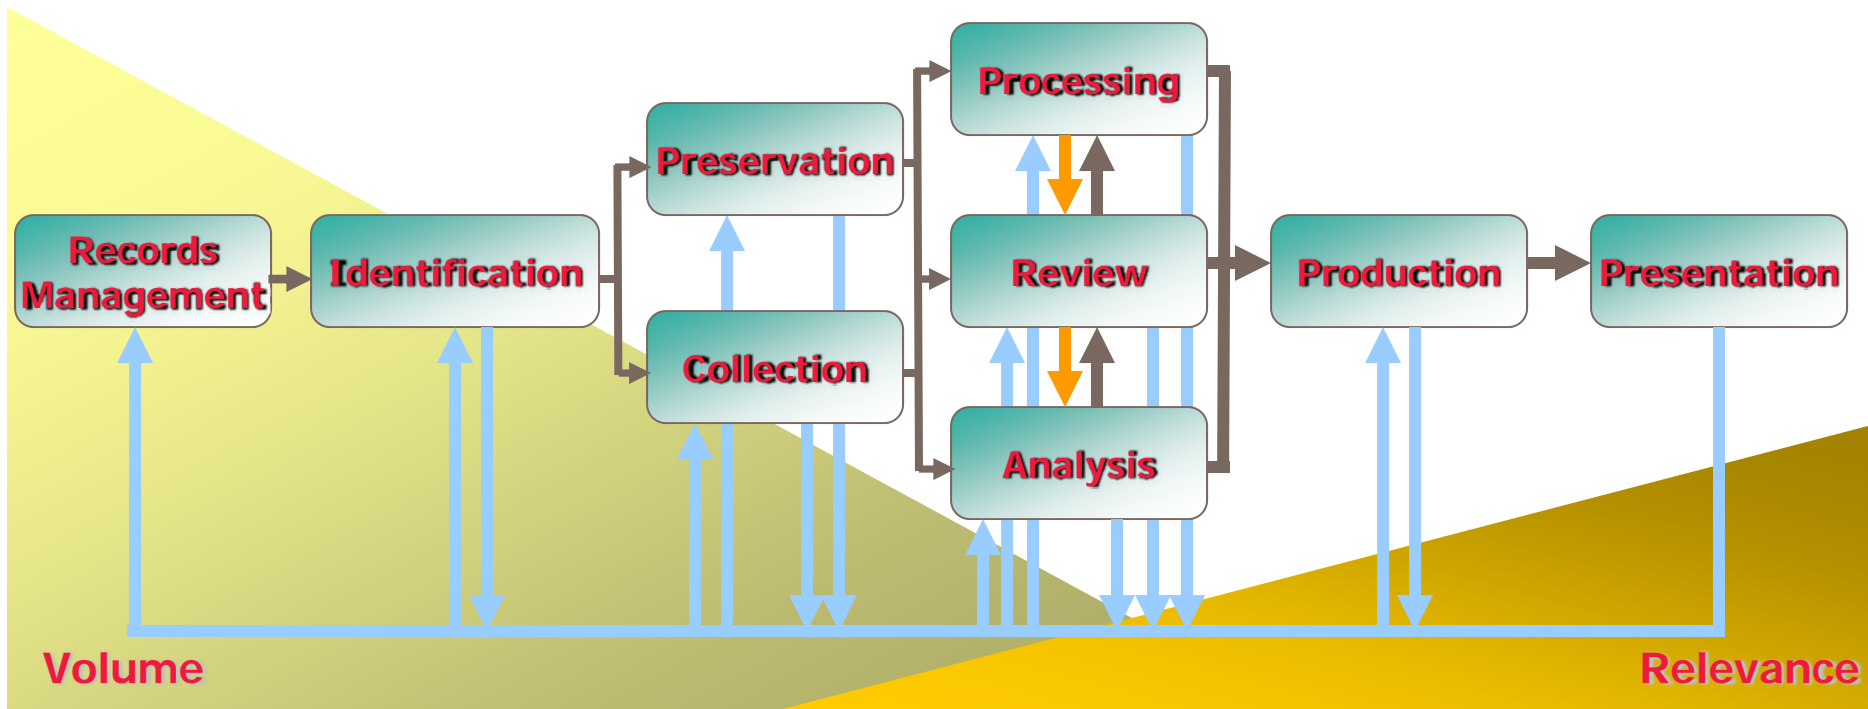 Records
Management
Identification
Preservation
Collection
Processing
Review
Analysis
Production
Presentation
Volume
Relevance